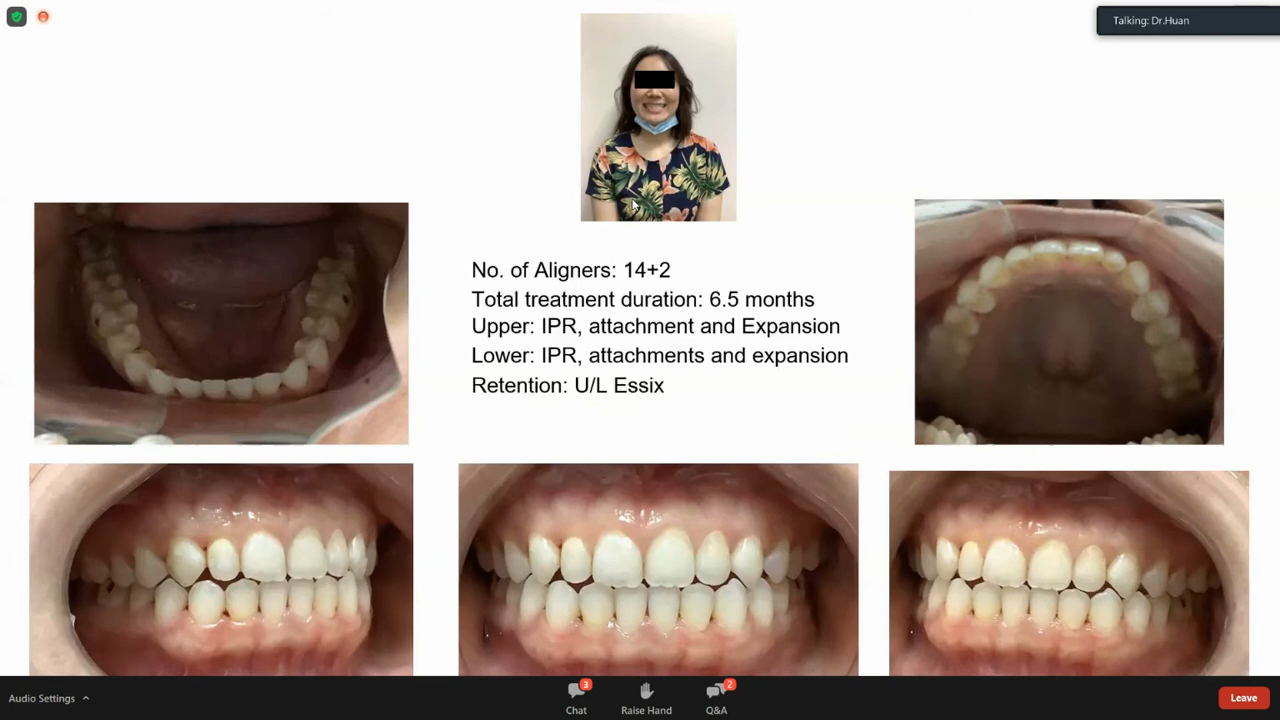 Talking: Dr.Huan
No. of Aligners: 14+2
Total treatment duration: 6.5 months
Upper: IPR, attachment and Expansion
Lower: IPR, attachments and expansion
Retention: U/L Essix
Audio Settings
3
Chat
Raise Hand
2
Q&A
Leave